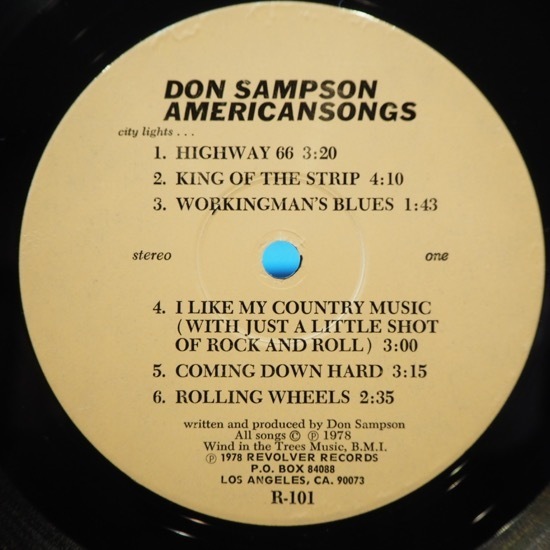 DON SAMPSON
AMERICANSONGS
city lights . . .
1. HIGHWAY 66 3:20
2. KING OF THE STRIP 4:10
3. WORKINGMAN'S BLUES 1:43
stereo one
4. I LIKE MY COUNTRY MUSIC
(WITH JUST A LITTLE SHOT
OF ROCK AND ROLL) 3:00
5. COMING DOWN HARD 3:15
6. ROLLING WHEELS 2:35
written and produced by Don Sampson
All songs © ℗ 1978
Wind in the Trees Music, B.M.I.
℗ 1978 REVOLVER RECORDS
P.O. BOX 84088
LOS ANGELES, CA. 90073
R-101